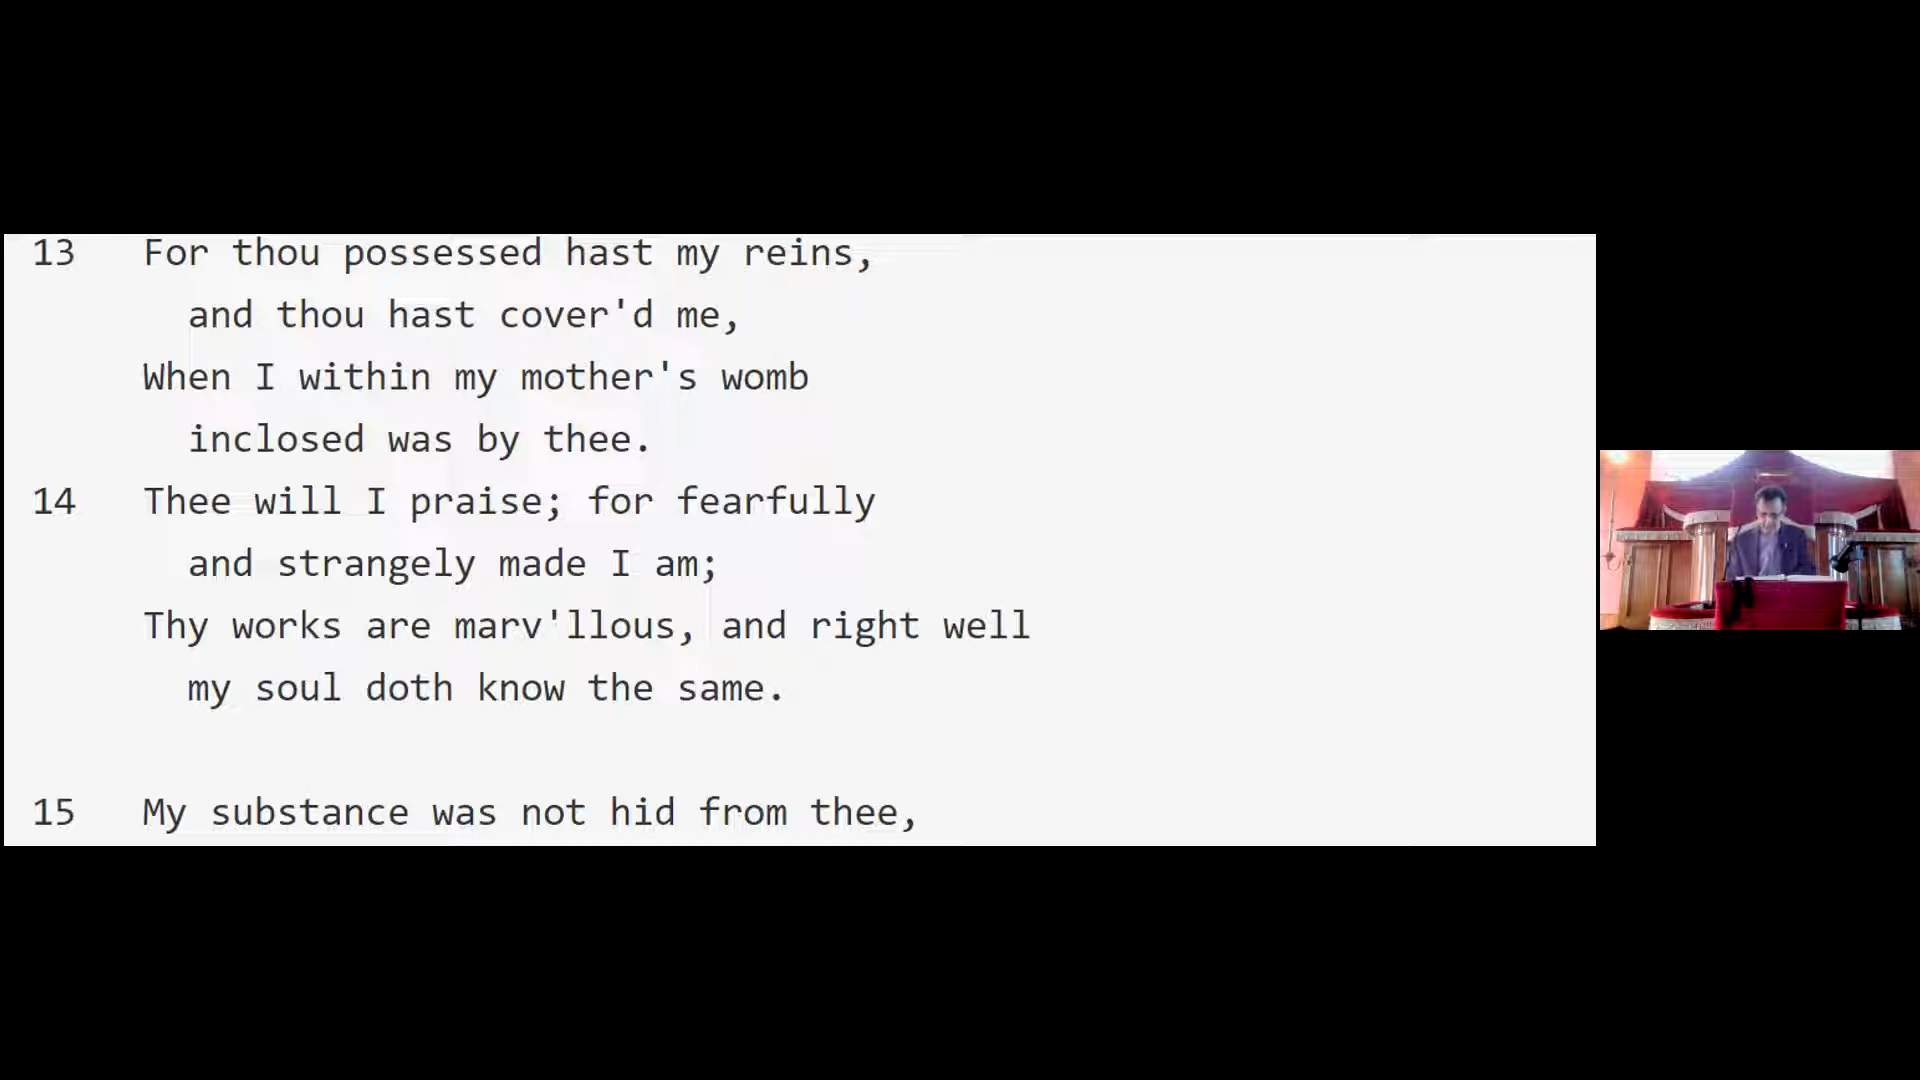 13 For thou possessed hast my reins,
and thou hast cover'd me,
When I within my mother's womb
inclosed was by thee.
14 Thee will I praise; for fearfully
and strangely made I am;
Thy works are marv'llous, and right well
my soul doth know the same.
15 My substance was not hid from thee,